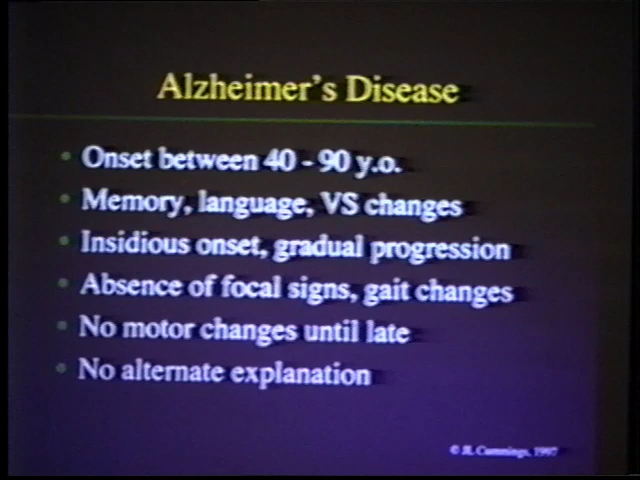 Alzheimer's Disease
• Onset between 40 - 90 y.o.
• Memory, language, VS changes
• Insidious onset, gradual progression
• Absence of focal signs, gait changes
• No motor changes until late
• No alternate explanation
© JL Cummings, 1997